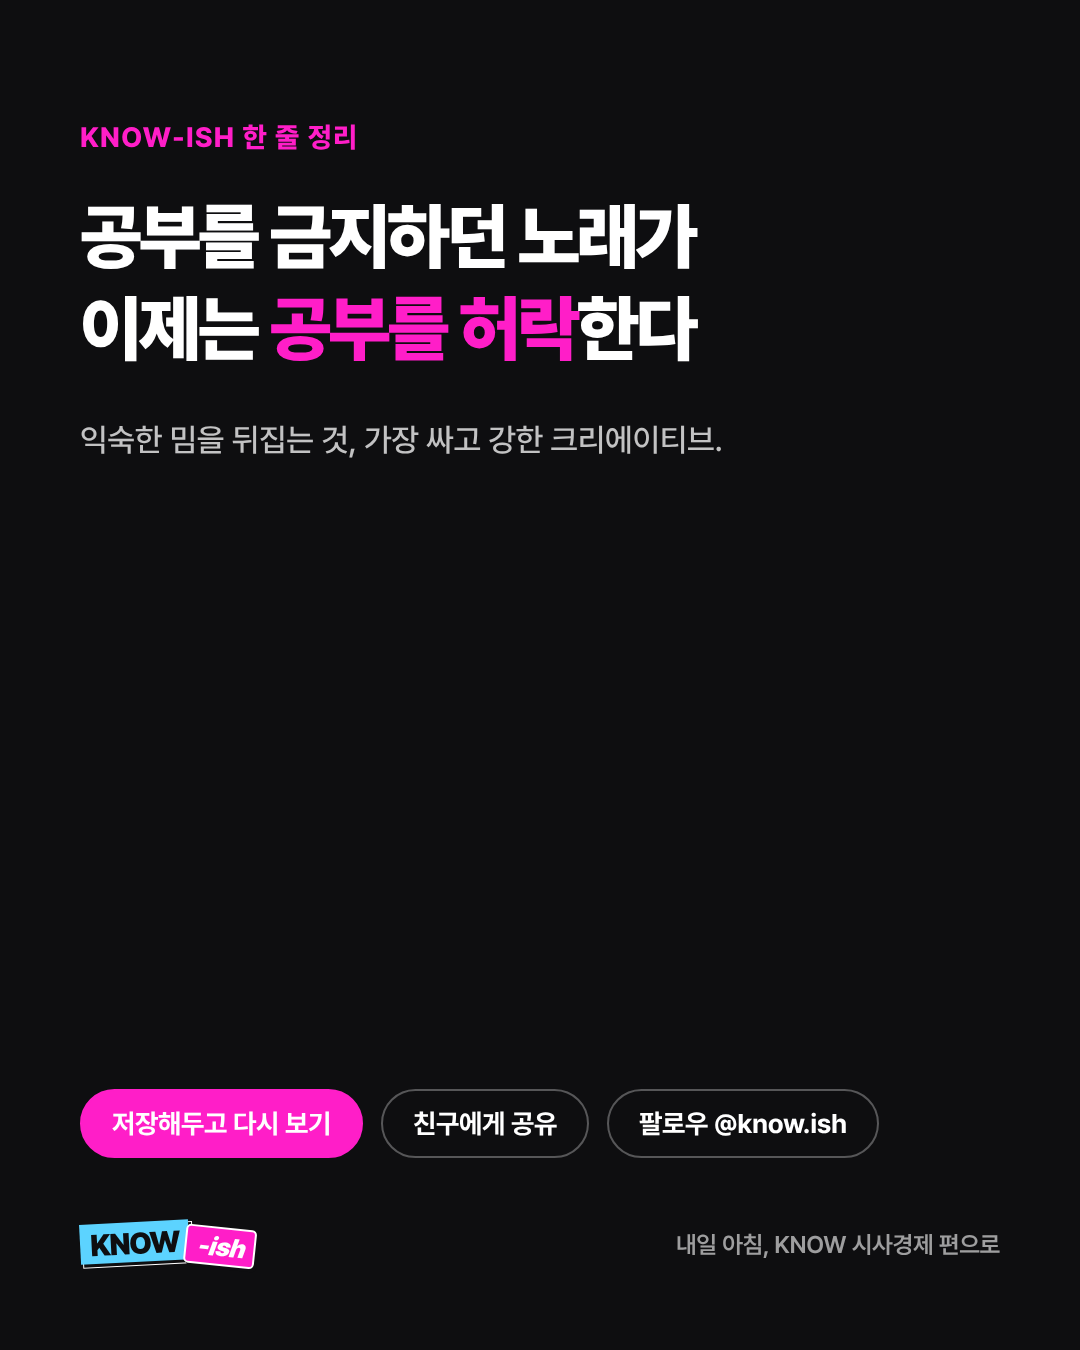 KNOW-ISH 한 줄 정리
공부를 금지하던 노래가
이제는 공부를 허락한다
익숙한 밈을 뒤집는 것, 가장 싸고 강한 크리에이티브.
저장해두고 다시 보기
친구에게 공유
팔로우 @know.ish
KNOW -ish
내일 아침, KNOW 시사경제 편으로